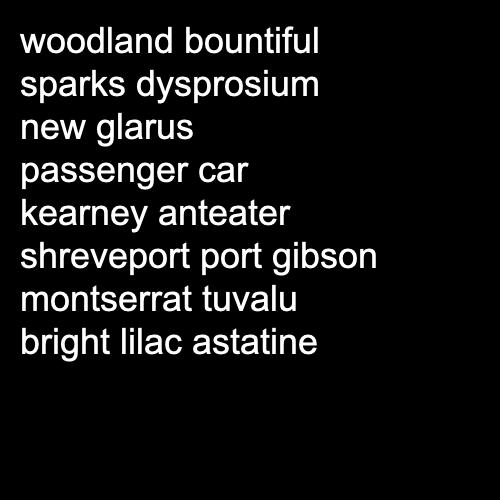 woodland bountiful
sparks dysprosium
new glarus
passenger car
kearney anteater
shreveport port gibson
montserrat tuvalu
bright lilac astatine